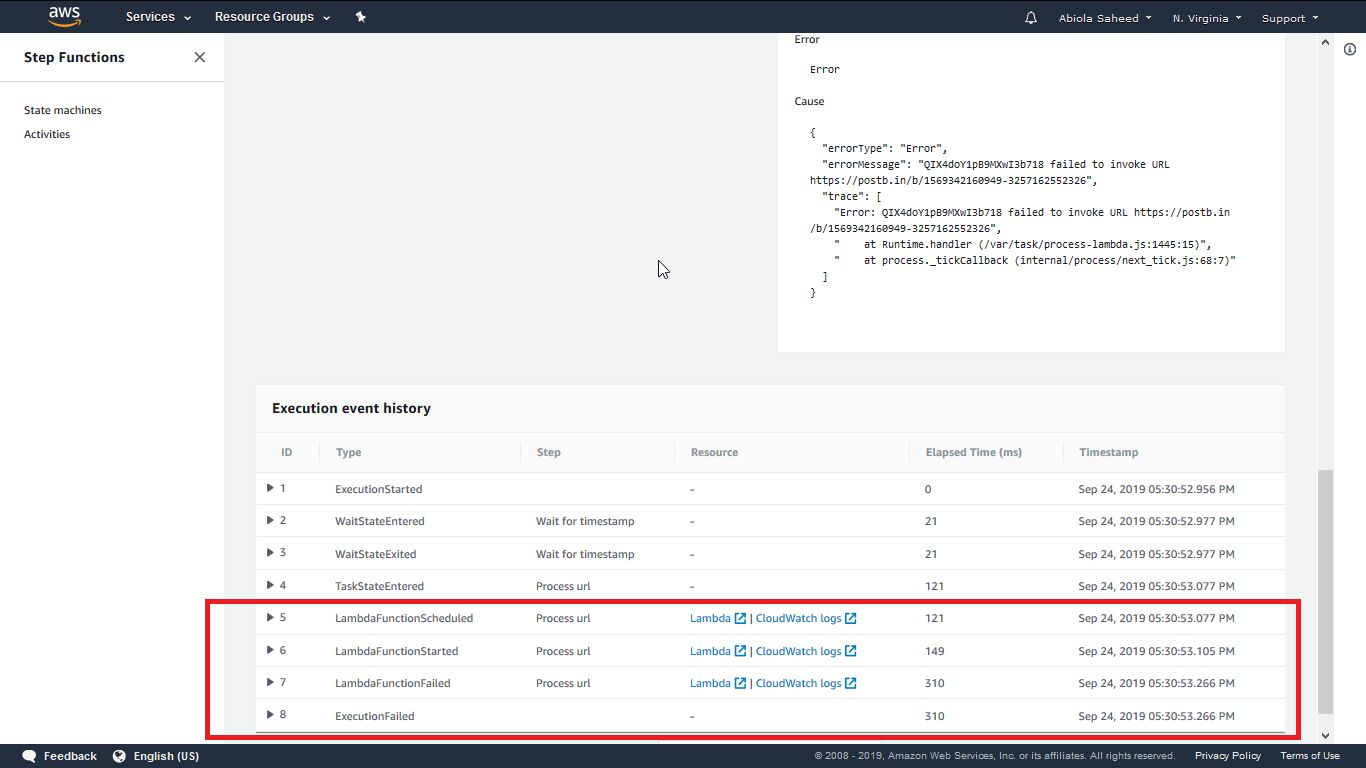 aws Services Resource Groups Abiola Saheed N. Virginia Support
Step Functions
State machines
Activities
Error
Error
Cause
{
"errorType": "Error",
"errorMessage": "QIX4doY1pB9MXwI3b718 failed to invoke URL
https://postb.in/b/1569342160949-3257162552326",
"trace": [
"Error: QIX4doY1pB9MXwI3b718 failed to invoke URL https://postb.in
/b/1569342160949-3257162552326",
"    at Runtime.handler (/var/task/process-lambda.js:1445:15)",
"    at process._tickCallback (internal/process/next_tick.js:68:7)"
]
}
Execution event history
ID Type Step Resource Elapsed Time (ms) Timestamp
1 ExecutionStarted - 0 Sep 24, 2019 05:30:52.956 PM
2 WaitStateEntered Wait for timestamp - 21 Sep 24, 2019 05:30:52.977 PM
3 WaitStateExited Wait for timestamp - 21 Sep 24, 2019 05:30:52.977 PM
4 TaskStateEntered Process url - 121 Sep 24, 2019 05:30:53.077 PM
5 LambdaFunctionScheduled Process url Lambda | CloudWatch logs 121 Sep 24, 2019 05:30:53.077 PM
6 LambdaFunctionStarted Process url Lambda | CloudWatch logs 149 Sep 24, 2019 05:30:53.105 PM
7 LambdaFunctionFailed Process url Lambda | CloudWatch logs 310 Sep 24, 2019 05:30:53.266 PM
8 ExecutionFailed - 310 Sep 24, 2019 05:30:53.266 PM
Feedback English (US) © 2008 - 2019, Amazon Web Services, Inc. or its affiliates. All rights reserved. Privacy Policy Terms of Use